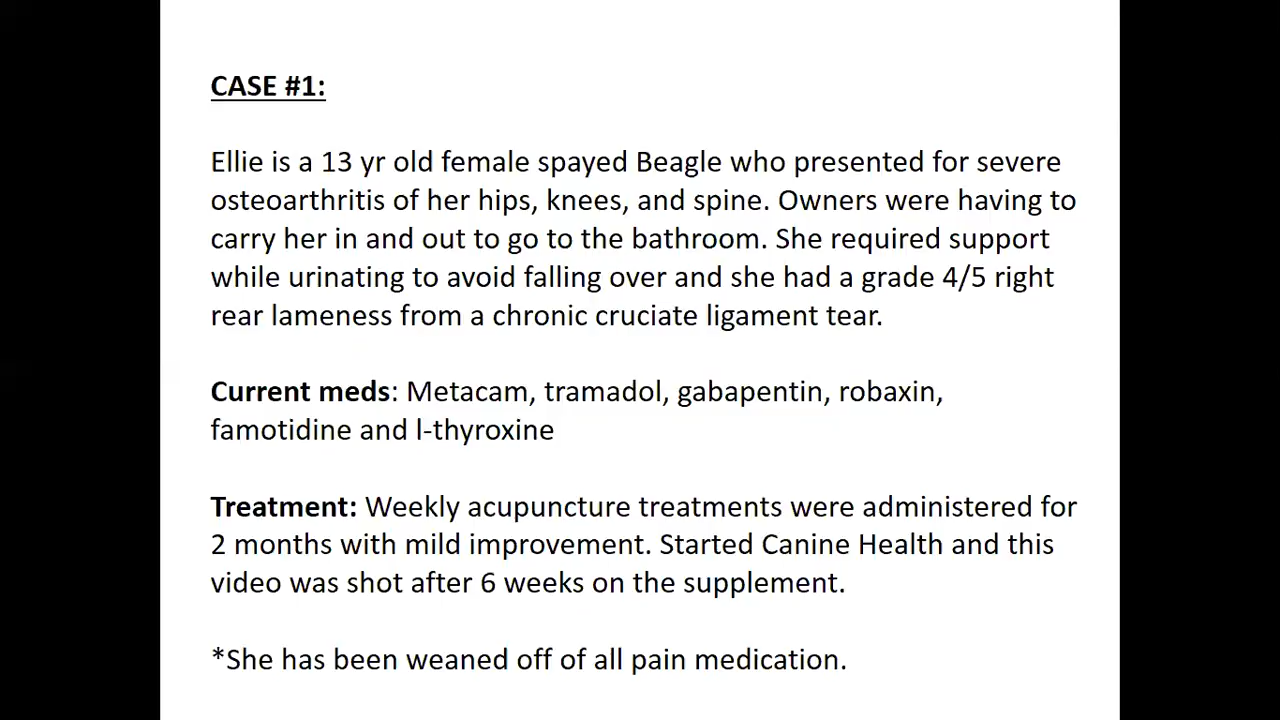 CASE #1:
Ellie is a 13 yr old female spayed Beagle who presented for severe
osteoarthritis of her hips, knees, and spine. Owners were having to
carry her in and out to go to the bathroom. She required support
while urinating to avoid falling over and she had a grade 4/5 right
rear lameness from a chronic cruciate ligament tear.
Current meds: Metacam, tramadol, gabapentin, robaxin,
famotidine and l-thyroxine
Treatment: Weekly acupuncture treatments were administered for
2 months with mild improvement. Started Canine Health and this
video was shot after 6 weeks on the supplement.
*She has been weaned off of all pain medication.